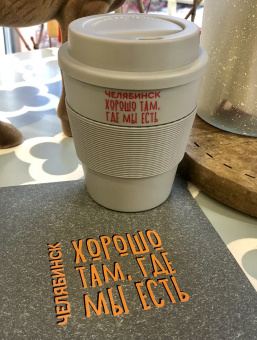 ЧЕЛЯБИНСК
ХОРОШО ТАМ,
ГДЕ МЫ ЕСТЬ
ЧЕЛЯБИНСК
ХОРОШО
ТАМ, ГДЕ
МЫ ЕСТЬ